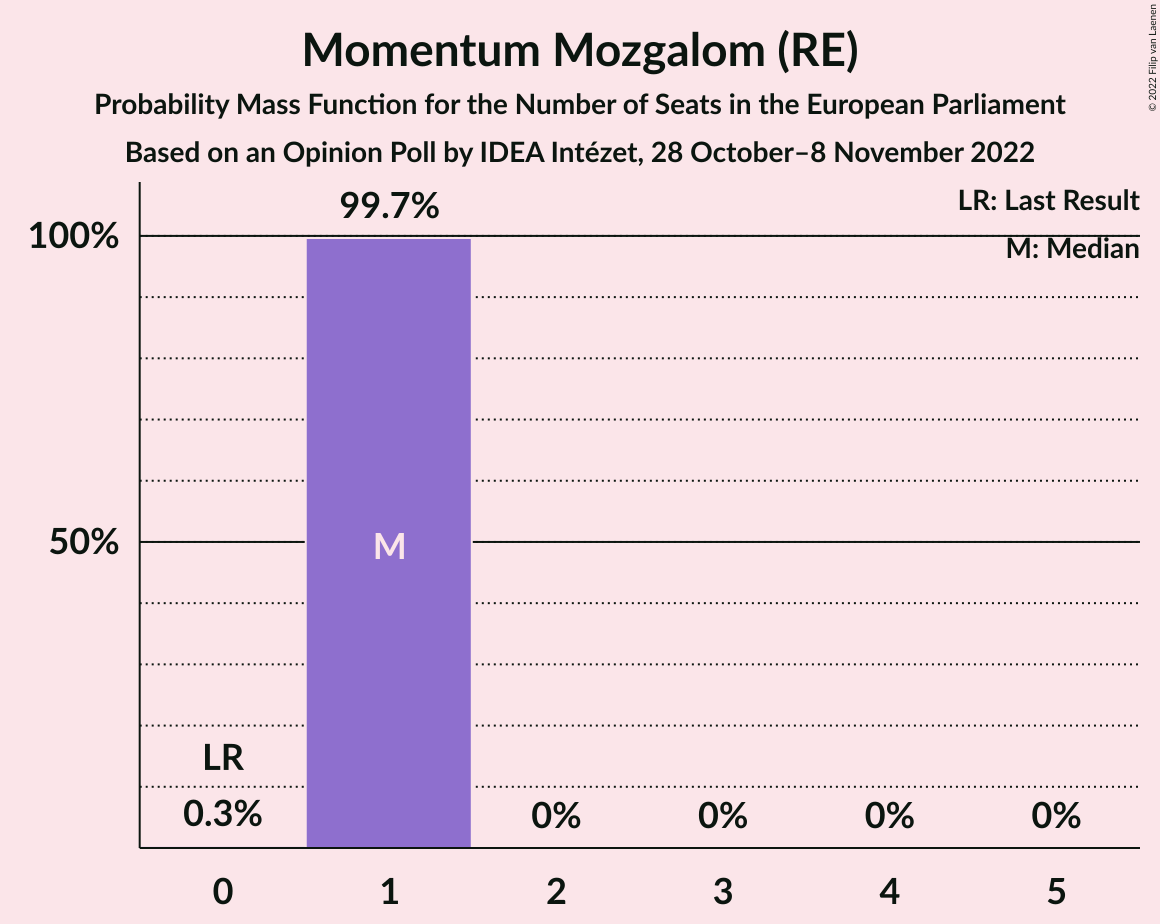 Momentum Mozgalom (RE)
Probability Mass Function for the Number of Seats in the European Parliament
Based on an Opinion Poll by IDEA Intézet, 28 October–8 November 2022
© 2022 Filip van Laenen
LR: Last Result
M: Median
99.7%
100%
50%
M
LR
0.3%
0%
0%
0%
0%
0
1
2
3
4
5